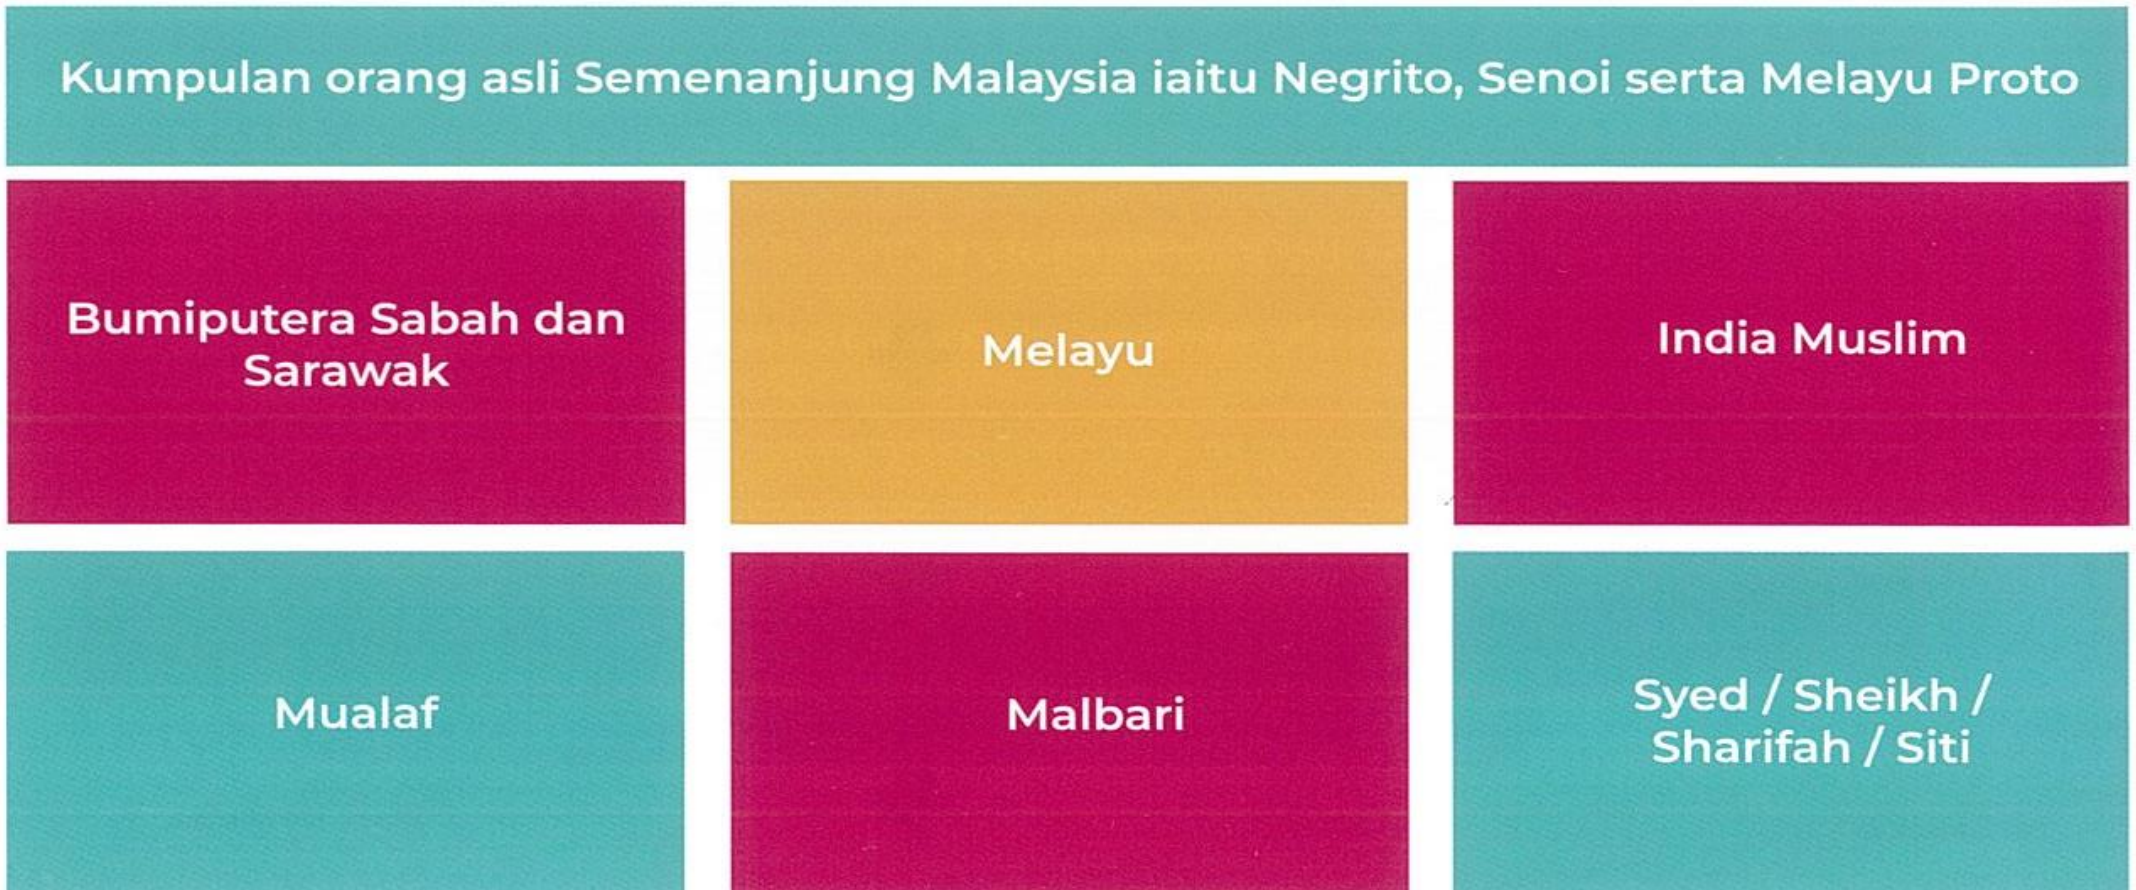 Kumpulan orang asli Semenanjung Malaysia iaitu Negrito, Senoi serta Melayu Proto
Bumiputera Sabah dan
Sarawak
Melayu
India Muslim
Mualaf
Malbari
Syed / Sheikh /
Sharifah / Siti